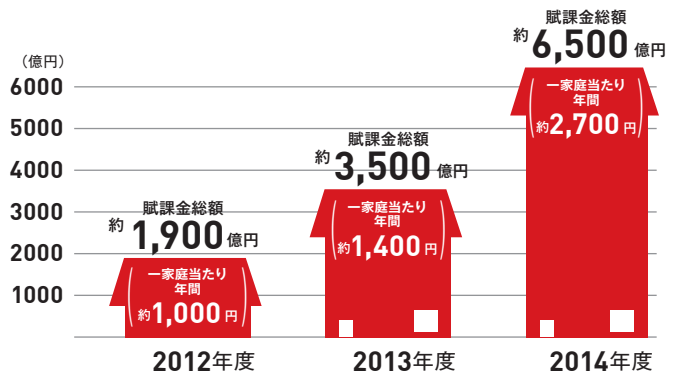 (億円)
6000
5000
4000
3000
2000
1000
賦課金総額
約1,900億円
(一家庭当たり
年間
約1,000円)
2012年度
賦課金総額
約3,500億円
(一家庭当たり
年間
約1,400円)
2013年度
賦課金総額
約6,500億円
(一家庭当たり
年間
約2,700円)
2014年度